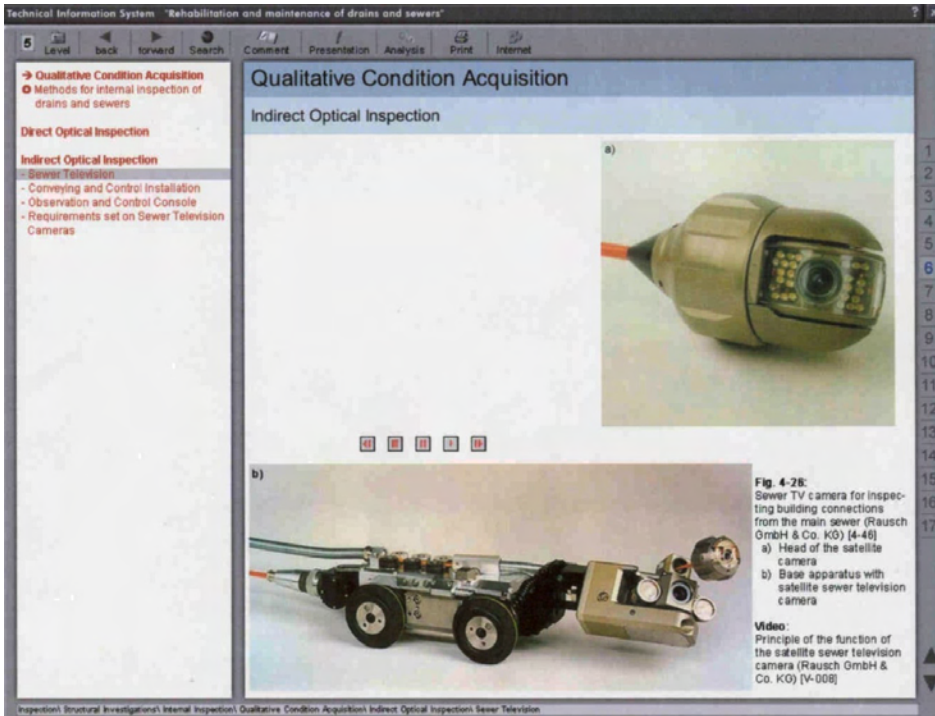 Technical Information System "Rehabilitation and maintenance of drains and sewers"
?
5
Level
back
forward
Search
Comment
Presentation
Analysis
Print
Internet
Qualitative Condition Acquisition
Methods for internal inspection of
drains and sewers
Direct Optical Inspection
Indirect Optical Inspection
- Sewer Television
- Conveying and Control Installation
- Observation and Control Console
- Requirements set on Sewer Television
Cameras
Qualitative Condition Acquisition
Indirect Optical Inspection
a)
b)
Fig. 4-26:
Sewer TV camera for inspec-
ting building connections
from the main sewer (Rausch
GmbH & Co. KG) [4-46]
a) Head of the satellite
camera
b) Base apparatus with
satellite sewer television
camera
Video:
Principle of the function of
the satellite sewer television
camera (Rausch GmbH &
Co. KG) [V-008]
1
2
3
4
5
6
7
8
9
10
11
12
13
14
15
16
17
Inspection\ Structural Investigations\ Internal Inspection\ Qualitative Condition Acquisition\ Indirect Optical Inspection\ Sewer Television